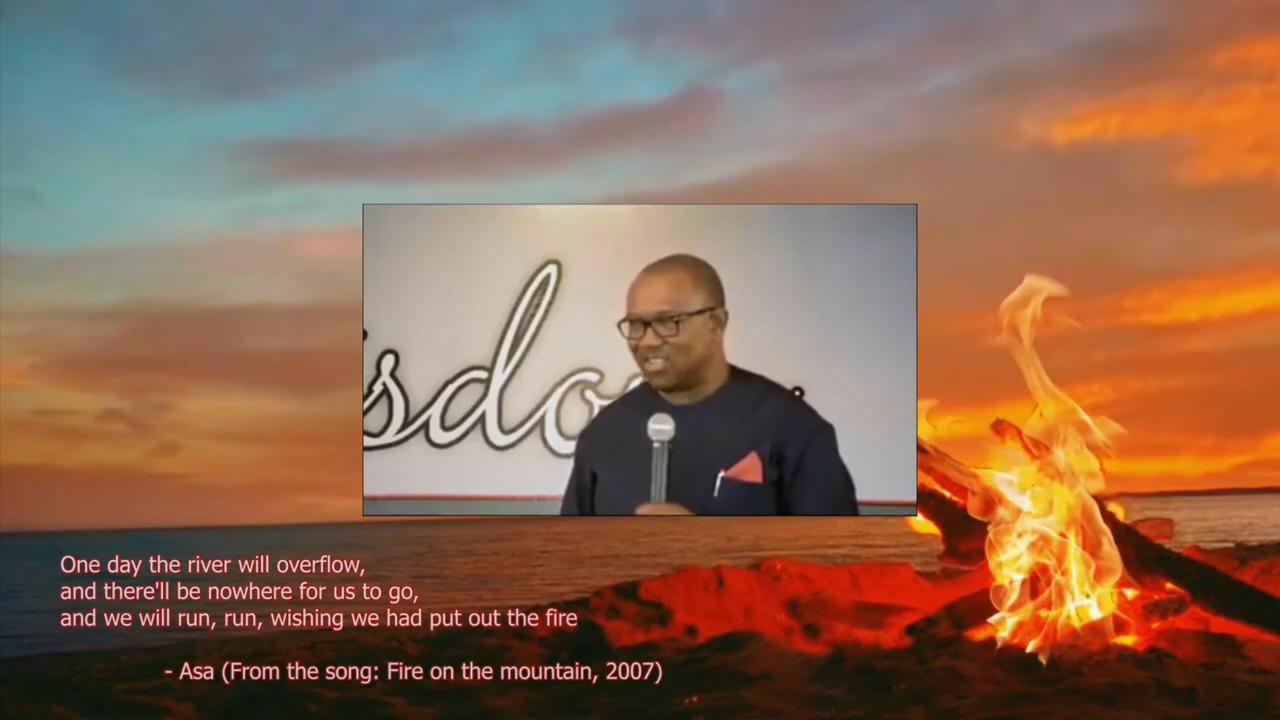 isdo
One day the river will overflow,
and there'll be nowhere for us to go,
and we will run, run, wishing we had put out the fire
- Asa (From the song: Fire on the mountain, 2007)